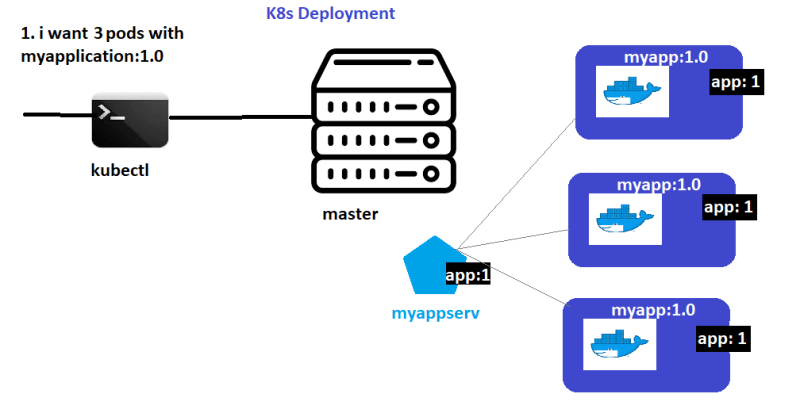 K8s Deployment
1. i want 3 pods with
myapplication:1.0
>_
kubectl
master
app:1
myappserv
myapp:1.0
app: 1
myapp:1.0
app: 1
myapp:1.0
app: 1